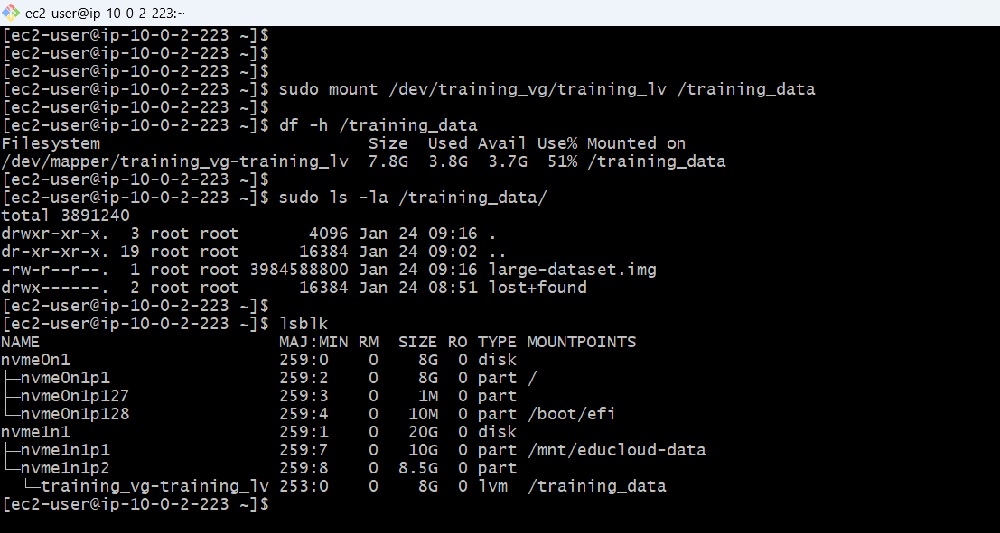 ec2-user@ip-10-0-2-223:~
[ec2-user@ip-10-0-2-223 ~]$
[ec2-user@ip-10-0-2-223 ~]$
[ec2-user@ip-10-0-2-223 ~]$
[ec2-user@ip-10-0-2-223 ~]$ sudo mount /dev/training_vg/training_lv /training_data
[ec2-user@ip-10-0-2-223 ~]$
[ec2-user@ip-10-0-2-223 ~]$ df -h /training_data
Filesystem                           Size  Used Avail Use% Mounted on
/dev/mapper/training_vg-training_lv  7.8G  3.8G  3.7G  51% /training_data
[ec2-user@ip-10-0-2-223 ~]$
[ec2-user@ip-10-0-2-223 ~]$ sudo ls -la /training_data/
total 3891240
drwxr-xr-x.  3 root root       4096 Jan 24 09:16 .
dr-xr-xr-x. 19 root root      16384 Jan 24 09:02 ..
-rw-r--r--.  1 root root 3984588800 Jan 24 09:16 large-dataset.img
drwx------.  2 root root      16384 Jan 24 08:51 lost+found
[ec2-user@ip-10-0-2-223 ~]$
[ec2-user@ip-10-0-2-223 ~]$ lsblk
NAME                        MAJ:MIN RM  SIZE RO TYPE MOUNTPOINTS
nvme0n1                     259:0    0    8G  0 disk
├─nvme0n1p1                 259:2    0    8G  0 part /
├─nvme0n1p127               259:3    0    1M  0 part
└─nvme0n1p128               259:4    0   10M  0 part /boot/efi
nvme1n1                     259:1    0   20G  0 disk
├─nvme1n1p1                 259:7    0   10G  0 part /mnt/educloud-data
└─nvme1n1p2                 259:8    0  8.5G  0 part
  └─training_vg-training_lv 253:0    0    8G  0 lvm  /training_data
[ec2-user@ip-10-0-2-223 ~]$